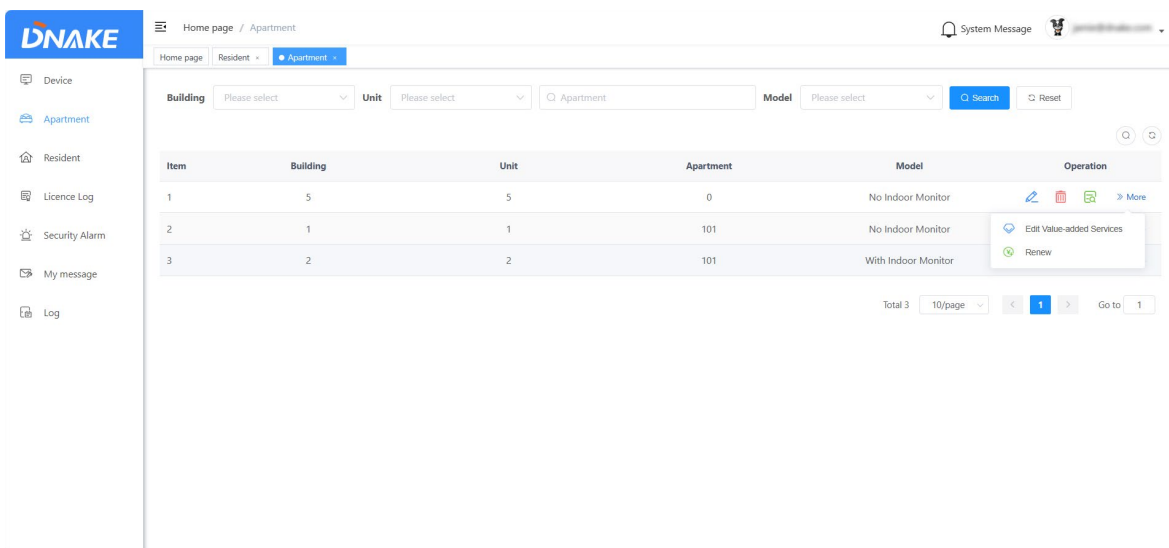 DNAKE
Home page / Apartment
System Message
Home page Resident × Apartment ×
Device
Apartment
Resident
Licence Log
Security Alarm
My message
Log
Building Please select Unit Please select Apartment Model Please select Search Reset
Item Building Unit Apartment Model Operation
1 5 5 0 No Indoor Monitor More
2 1 1 101 No Indoor Monitor
3 2 2 101 With Indoor Monitor
Edit Value-added Services
Renew
Total 3 10/page < 1 > Go to 1